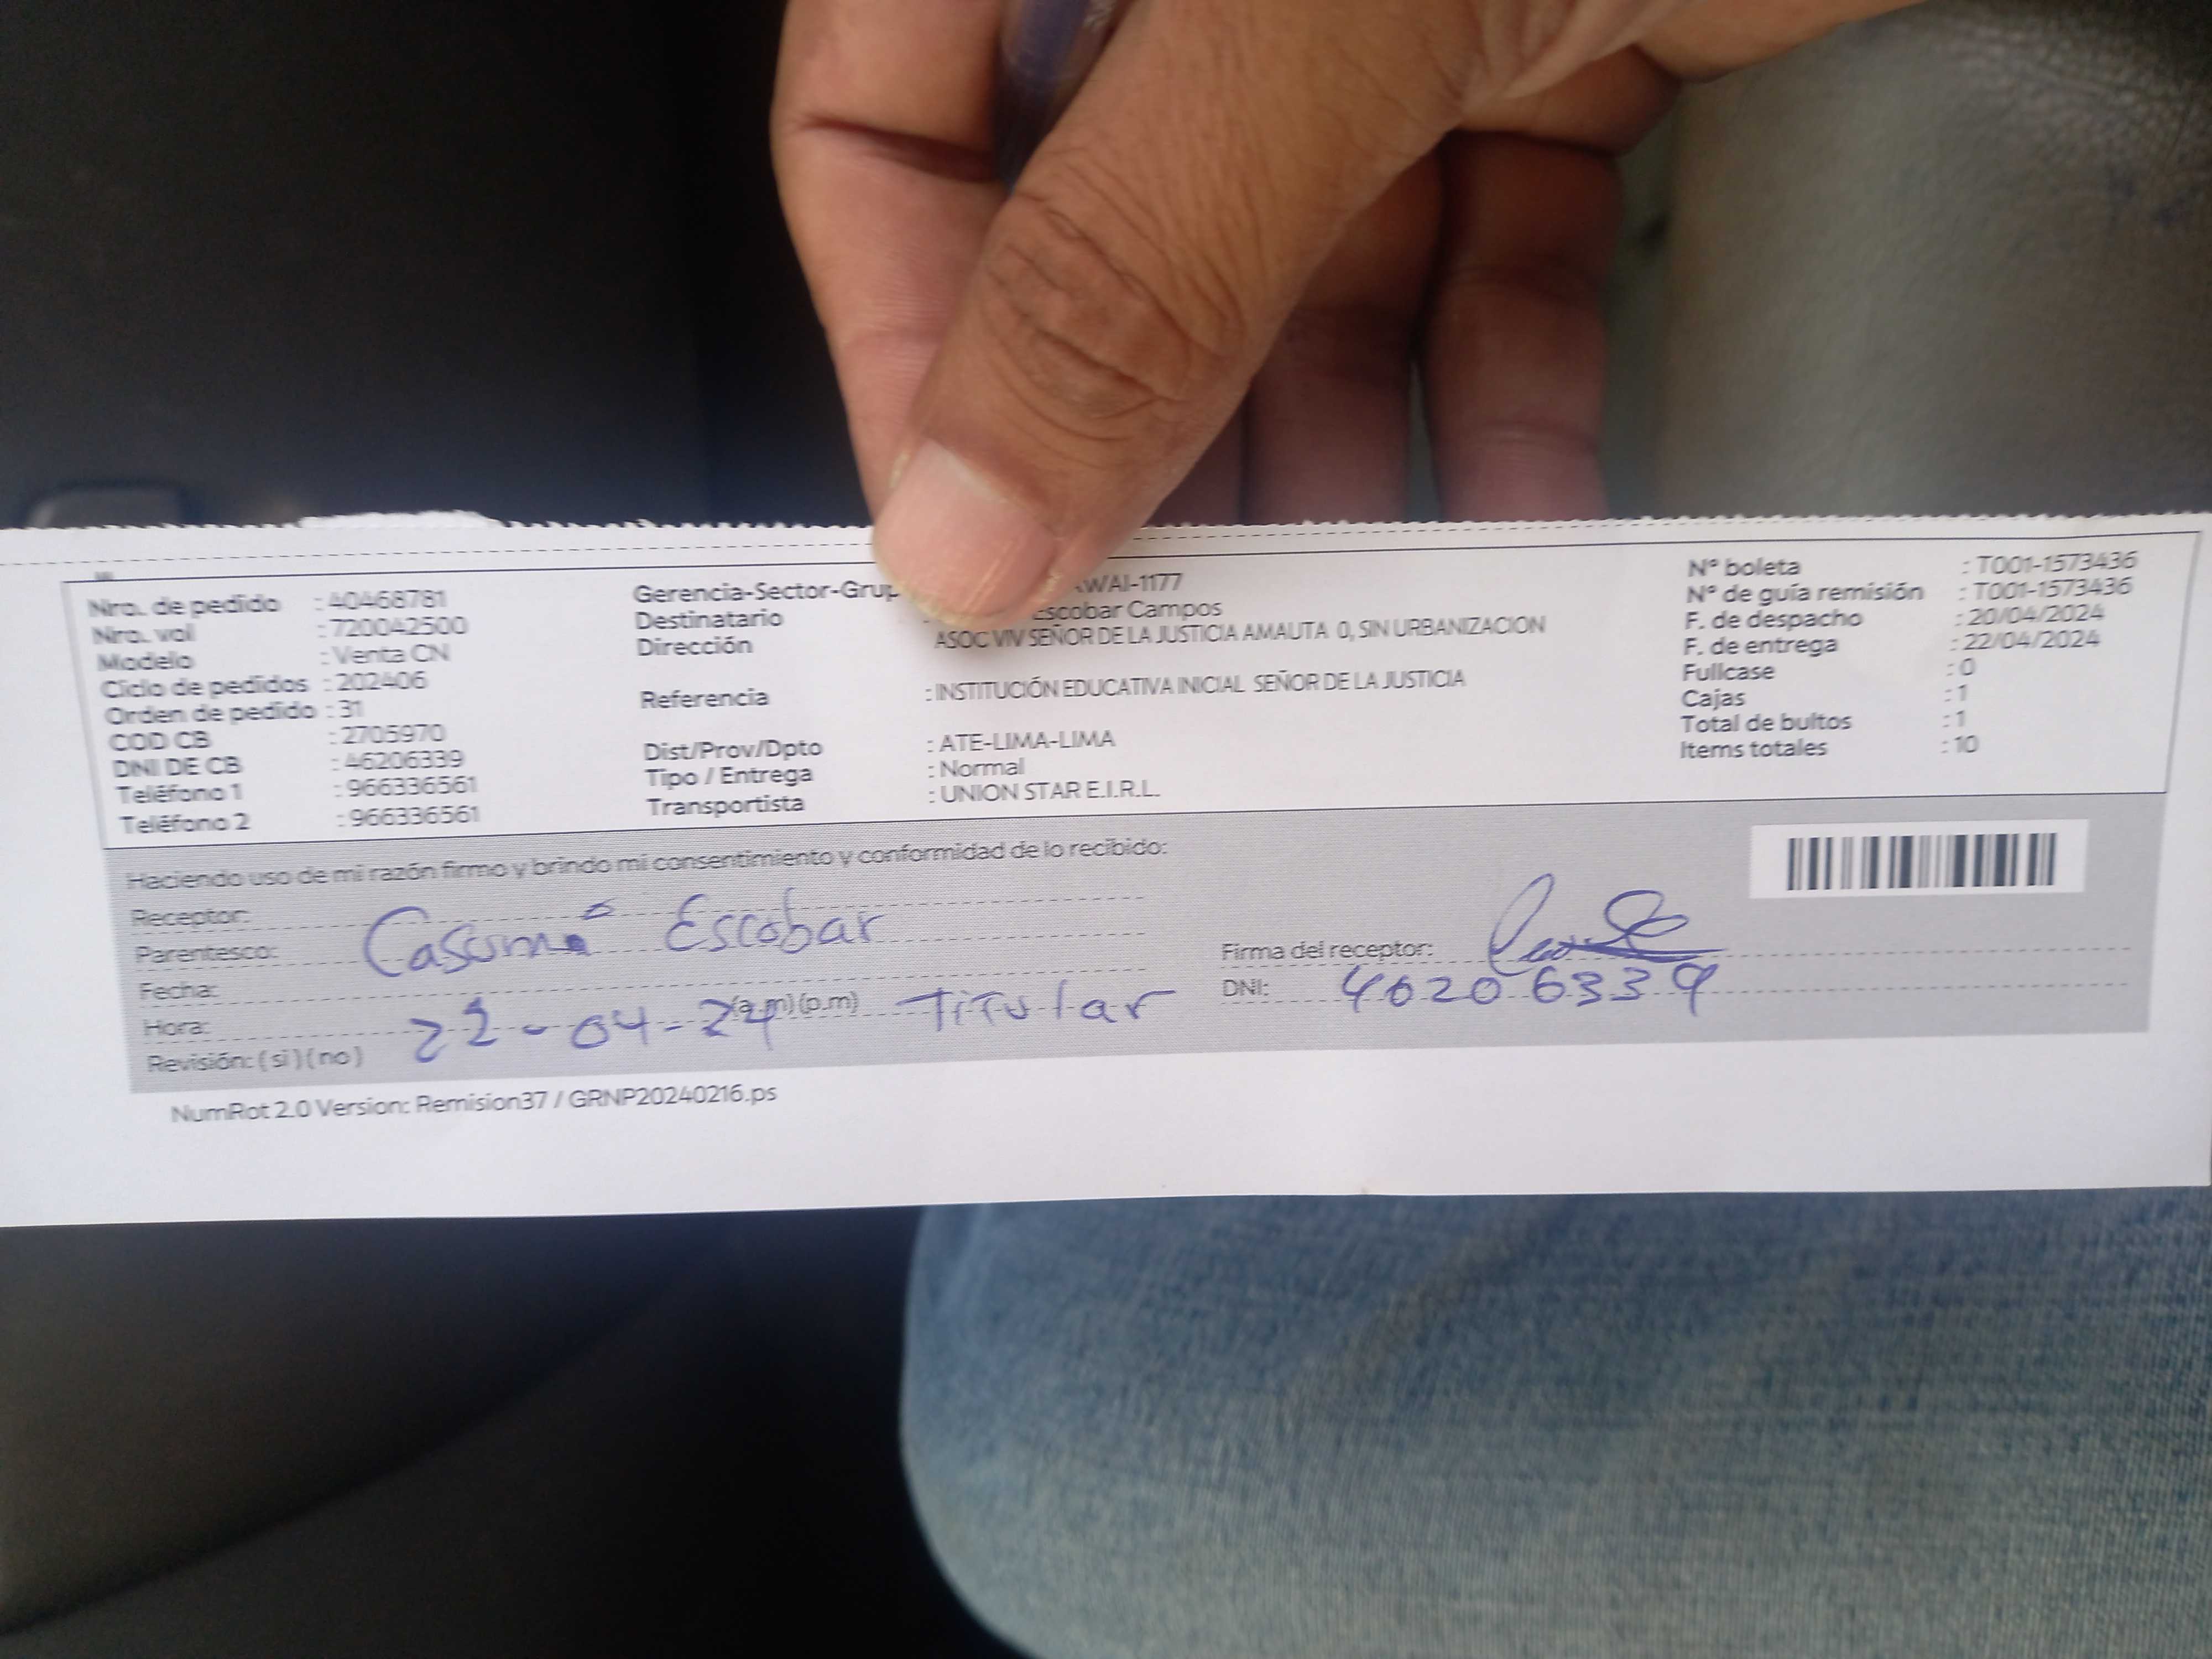 Nro. de pedido : 40468781
Nro. vol : 720042500
Modelo : Venta CN
Ciclo de pedidos : 202406
Orden de pedido : 31
COD CB : 2705970
DNI DE CB : 46206339
Teléfono 1 : 966336561
Teléfono 2 : 966336561
Gerencia-Sector-Grup AWAI-1177
Destinatario : Escobar Campos
Dirección ASOC VIV SEÑOR DE LA JUSTICIA AMAUTA 0, SIN URBANIZACION
Referencia : INSTITUCIÓN EDUCATIVA INICIAL SEÑOR DE LA JUSTICIA
Dist/Prov/Dpto : ATE-LIMA-LIMA
Tipo / Entrega : Normal
Transportista : UNION STAR E.I.R.L.
N° boleta : T001-1573436
N° de guía remisión : T001-1573436
F. de despacho : 20/04/2024
F. de entrega : 22/04/2024
Fullcase : 0
Cajas : 1
Total de bultos : 1
Items totales : 10
Haciendo uso de mi razón firmo y brindo mi consentimiento y conformidad de lo recibido:
Receptor:
Parentesco: Escobar
Fecha:
Hora: (a.m) (p.m) Titular
Revisión: ( si ) ( no ) 22-04-24
Firma del receptor:
DNI: 46206339
NumRot 2.0 Version: Remision37 / GRNP20240216.ps